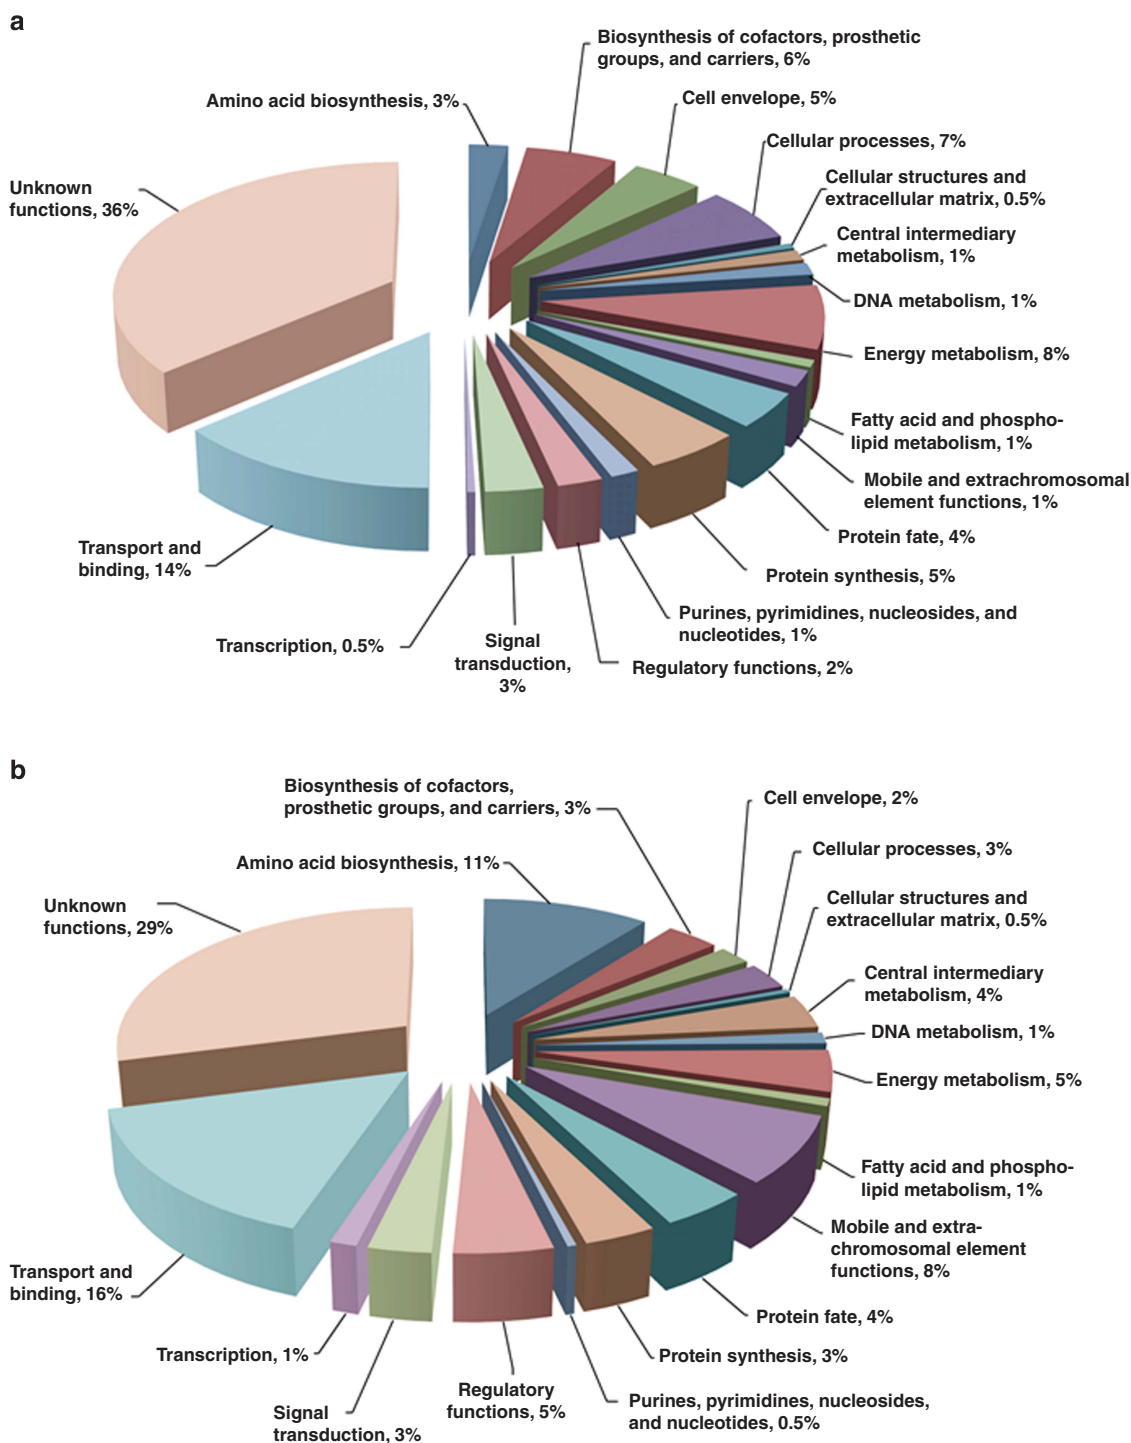 a
Biosynthesis of cofactors, prosthetic
groups, and carriers, 6%
Amino acid biosynthesis, 3%
Cell envelope, 5%
Cellular processes, 7%
Cellular structures and
extracellular matrix, 0.5%
Unknown
functions, 36%
Central intermediary
metabolism, 1%
DNA metabolism, 1%
Energy metabolism, 8%
Fatty acid and phospho-
lipid metabolism, 1%
Mobile and extrachromosomal
element functions, 1%
Protein fate, 4%
Transport and
binding, 14%
Protein synthesis, 5%
Purines, pyrimidines, nucleosides, and
nucleotides, 1%
Transcription, 0.5%
Signal
transduction,
3%
Regulatory functions, 2%
b
Biosynthesis of cofactors,
prosthetic groups, and carriers, 3%
Cell envelope, 2%
Amino acid biosynthesis, 11%
Cellular processes, 3%
Unknown
functions, 29%
Cellular structures and
extracellular matrix, 0.5%
Central intermediary
metabolism, 4%
DNA metabolism, 1%
Energy metabolism, 5%
Fatty acid and phospho-
lipid metabolism, 1%
Mobile and extra-
chromosomal element
functions, 8%
Transport and
binding, 16%
Protein fate, 4%
Transcription, 1%
Protein synthesis, 3%
Regulatory
functions, 5%
Purines, pyrimidines, nucleosides,
and nucleotides, 0.5%
Signal
transduction, 3%